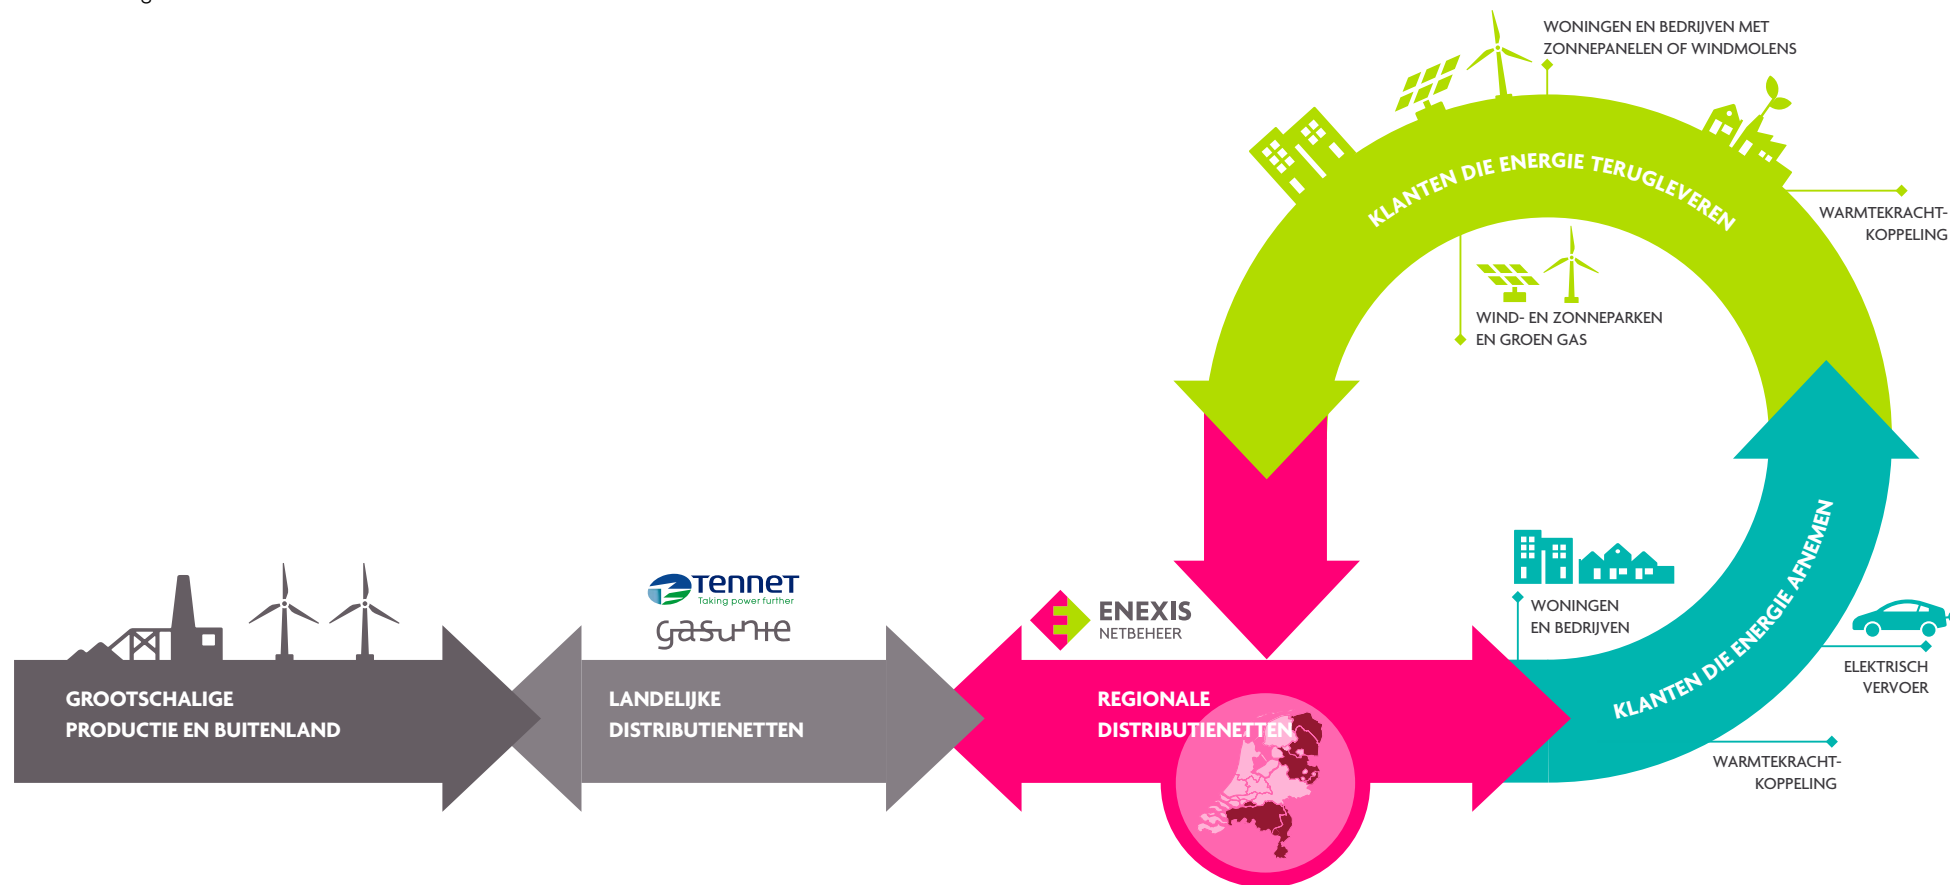 WONINGEN EN BEDRIJVEN MET
ZONNEPANELEN OF WINDMOLENS
KLANTEN DIE ENERGIE TERUGLEVEREN
WARMTEKRACHT-
KOPPELING
WIND- EN ZONNEPARKEN
EN GROEN GAS
KLANTEN DIE ENERGIE AFNEMEN
WONINGEN
EN BEDRIJVEN
ELEKTRISCH
VERVOER
WARMTEKRACHT-
KOPPELING
TenneT
Taking power further
gasunie
ENEXIS
NETBEHEER
GROOTSCHALIGE
PRODUCTIE EN BUITENLAND
LANDELIJKE
DISTRIBUTIENETTEN
REGIONALE
DISTRIBUTIENETTEN